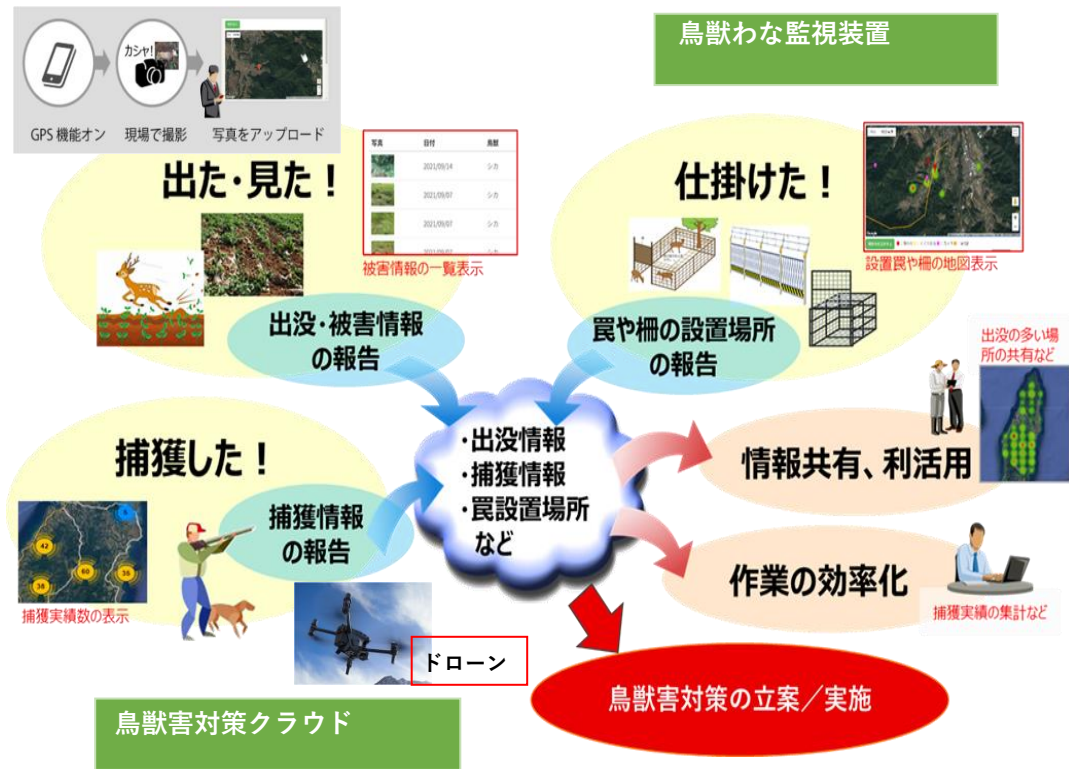 カシャ!
GPS 機能オン
現場で撮影
写真をアップロード
鳥獣わな監視装置
出た・見た！
写真 日付 鳥獣
2021/09/14 シカ
2021/09/07 シカ
2021/09/07 シカ
被害情報の一覧表示
出没・被害情報
の報告
仕掛けた！
設置罠や柵の地図表示
罠や柵の設置場所
の報告
捕獲した！
42
60
38
捕獲実績数の表示
捕獲情報
の報告
・出没情報
・捕獲情報
・罠設置場所
など
出没の多い場
所の共有など
情報共有、利活用
作業の効率化
捕獲実績の集計など
ドローン
鳥獣害対策の立案／実施
鳥獣害対策クラウド